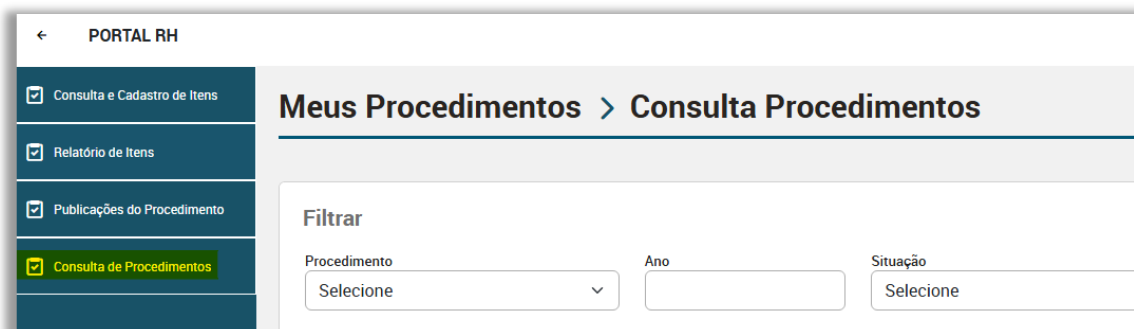 PORTAL RH
Consulta e Cadastro de Itens
Relatório de Itens
Publicações do Procedimento
Consulta de Procedimentos
Meus Procedimentos > Consulta Procedimentos
Filtrar
Procedimento Ano Situação
Selecione Selecione